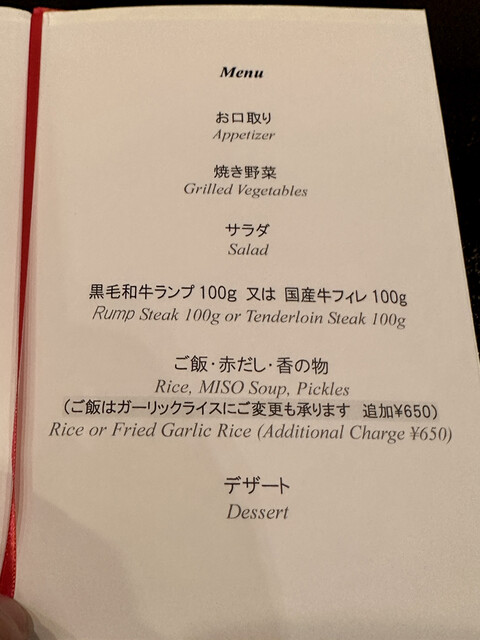 Menu
お口取り
Appetizer
焼き野菜
Grilled Vegetables
サラダ
Salad
黒毛和牛ランプ 100g 又は 国産牛フィレ 100g
Rump Steak 100g or Tenderloin Steak 100g
ご飯・赤だし・香の物
Rice, MISO Soup, Pickles
（ご飯はガーリックライスにご変更も承ります 追加¥650）
Rice or Fried Garlic Rice (Additional Charge ¥650)
デザート
Dessert